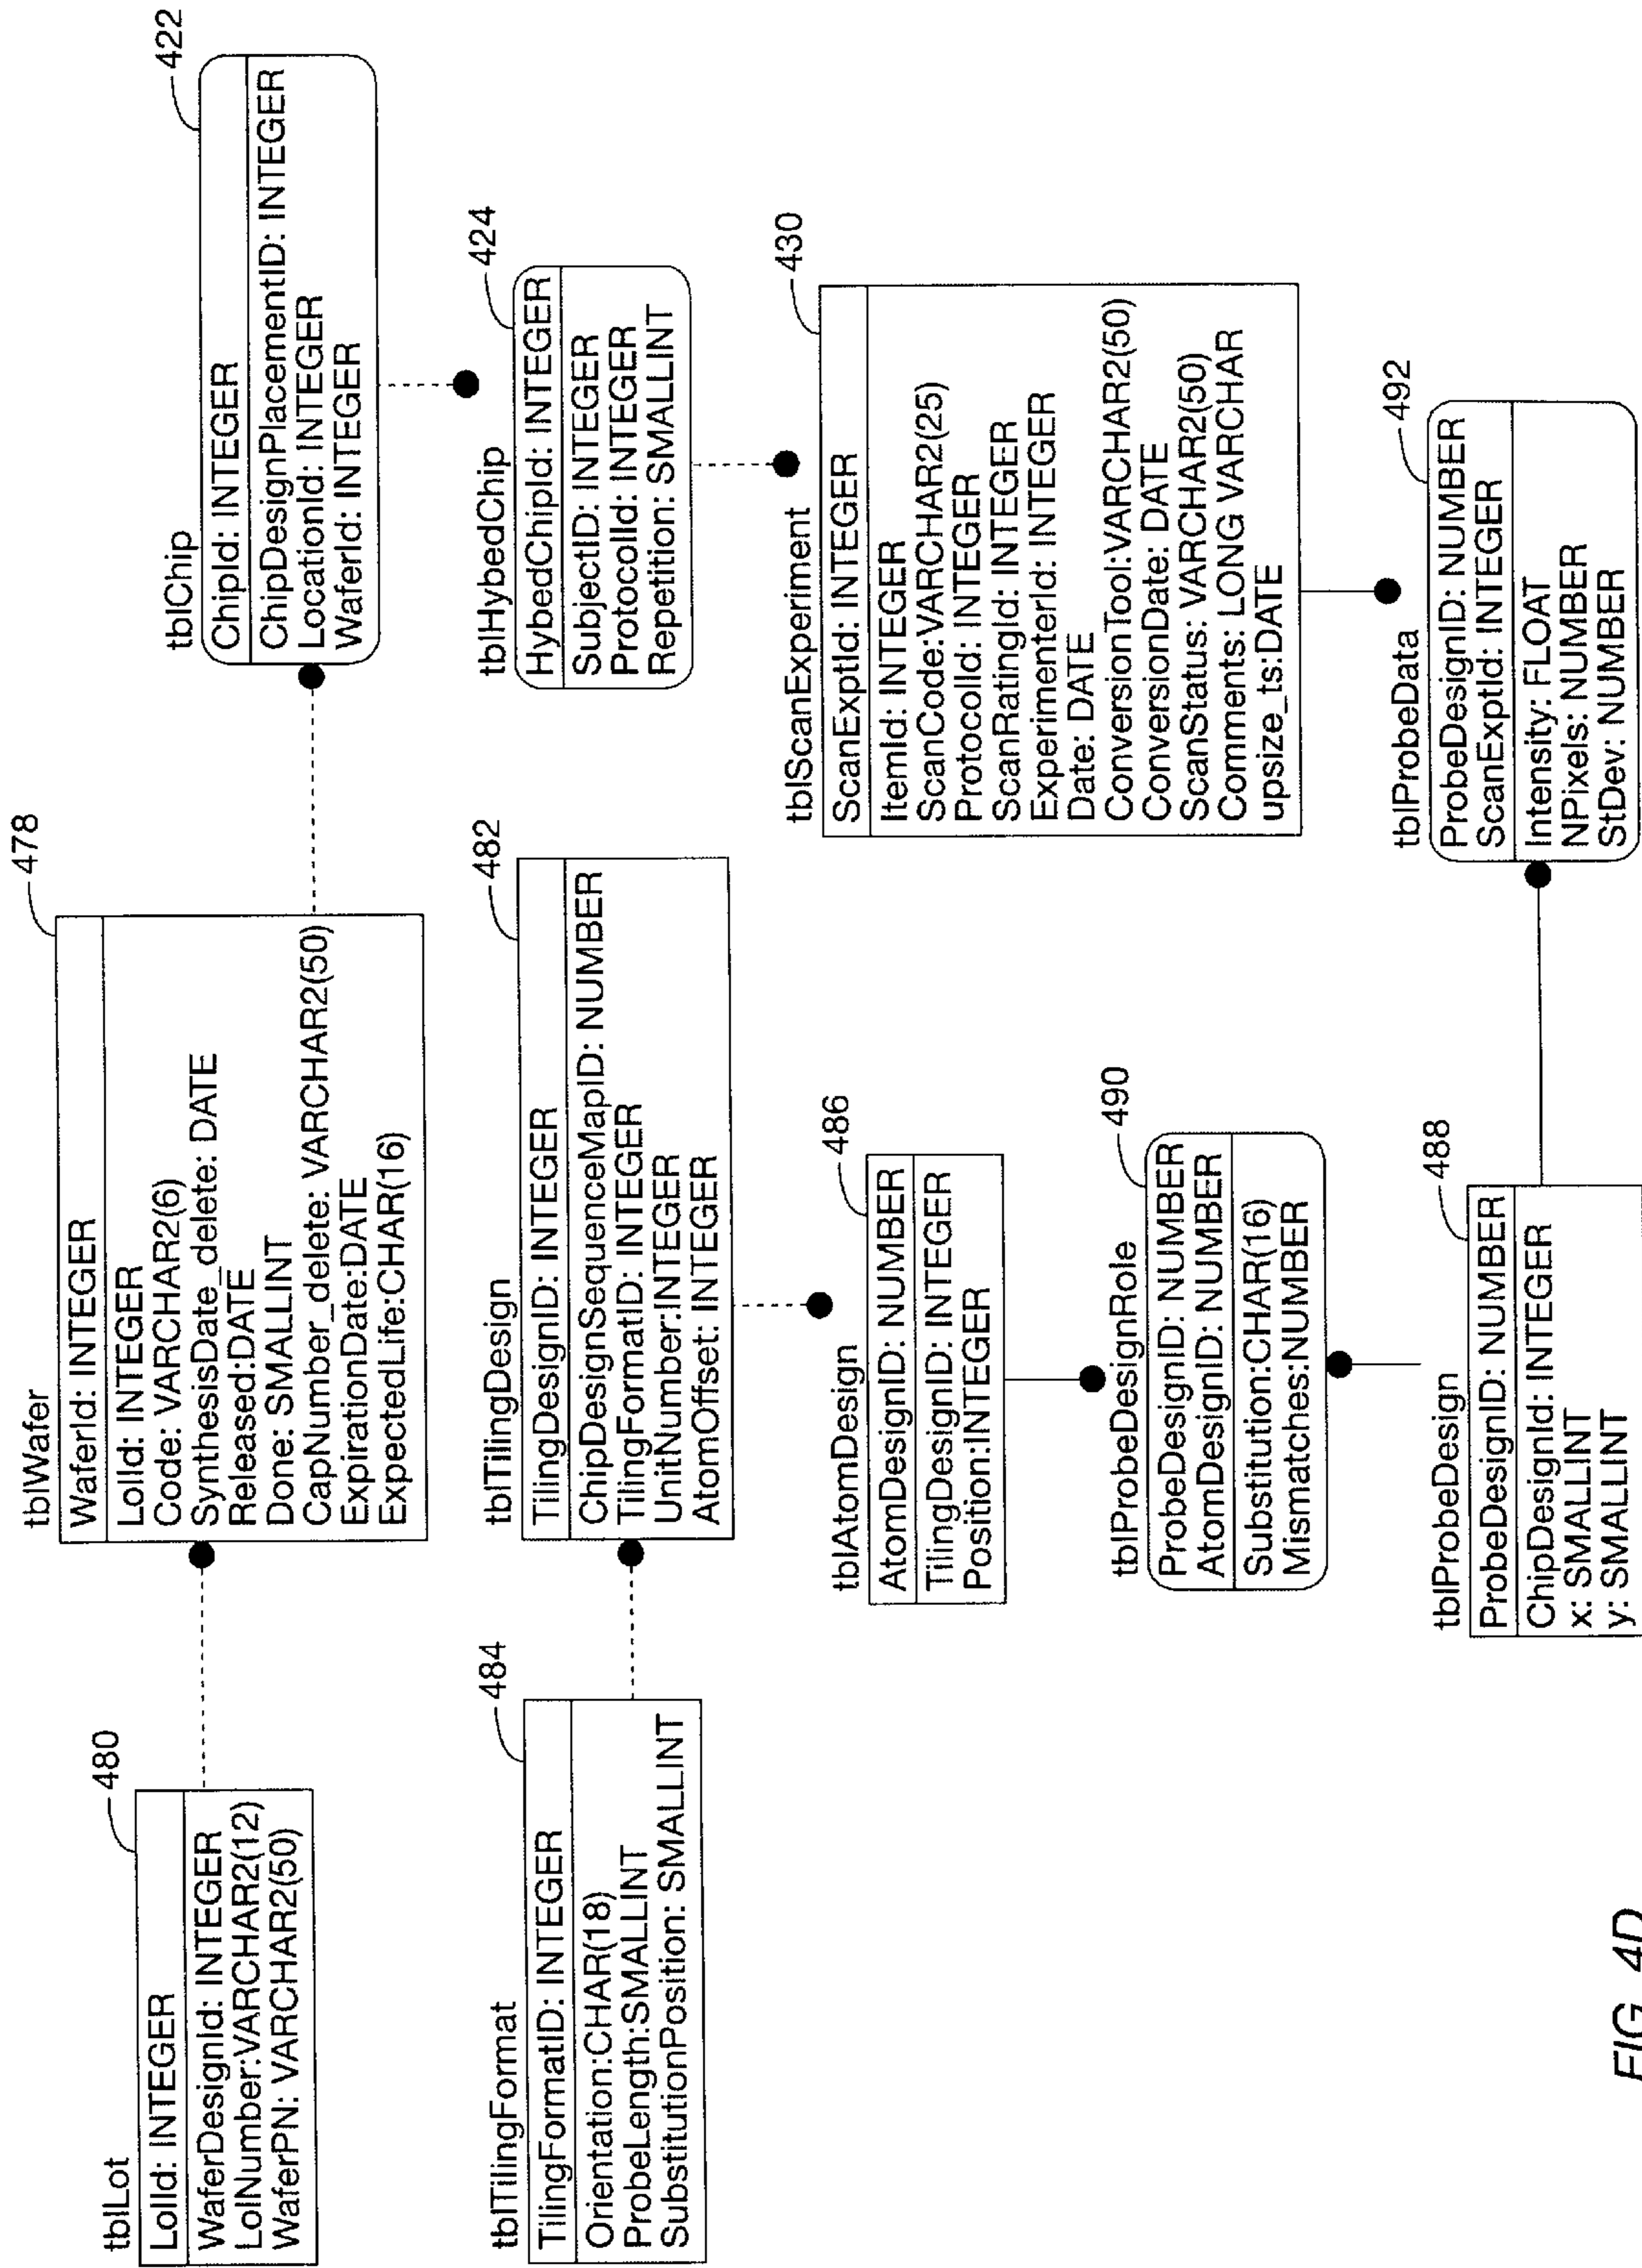 tblLot
480
LolId: INTEGER
WaferDesignId: INTEGER
LolNumber:VARCHAR2(12)
WaferPN: VARCHAR2(50)
tblWafer
478
WaferId: INTEGER
LolId: INTEGER
Code: VARCHAR2(6)
SynthesisDate_delete: DATE
Released:DATE
Done: SMALLINT
CapNumber_delete: VARCHAR2(50)
ExpirationDate:DATE
ExpectedLife:CHAR(16)
tblChip
422
ChipId: INTEGER
ChipDesignPlacementID: INTEGER
LocationId: INTEGER
WaferId: INTEGER
tblHybedChip
424
HybedChipId: INTEGER
SubjectID: INTEGER
ProtocolId: INTEGER
Repetition: SMALLINT
tblTilingFormat
484
TilingFormatID: INTEGER
Orientation:CHAR(18)
ProbeLength:SMALLINT
SubstitutionPosition: SMALLINT
tblTilingDesign
482
TilingDesignID: INTEGER
ChipDesignSequenceMapID: NUMBER
TilingFormatID: INTEGER
UnitNumber:INTEGER
AtomOffset: INTEGER
tblScanExperiment
430
ScanExptId: INTEGER
ItemId: INTEGER
ScanCode:VARCHAR2(25)
ProtocolId: INTEGER
ScanRatingId: INTEGER
ExperimenterId: INTEGER
Date: DATE
ConversionTool:VARCHAR2(50)
ConversionDate: DATE
ScanStatus: VARCHAR2(50)
Comments: LONG VARCHAR
upsize_ts:DATE
tblAtomDesign
486
AtomDesignID: NUMBER
TilingDesignID: INTEGER
Position:INTEGER
tblProbeDesignRole
490
ProbeDesignID: NUMBER
AtomDesignID: NUMBER
Substitution:CHAR(16)
Mismatches:NUMBER
tblProbeDesign
488
ProbeDesignID: NUMBER
ChipDesignId: INTEGER
x: SMALLINT
y: SMALLINT
tblProbeData
492
ProbeDesignID: NUMBER
ScanExptId: INTEGER
Intensity: FLOAT
NPixels: NUMBER
StDev: NUMBER
FIG. 4D